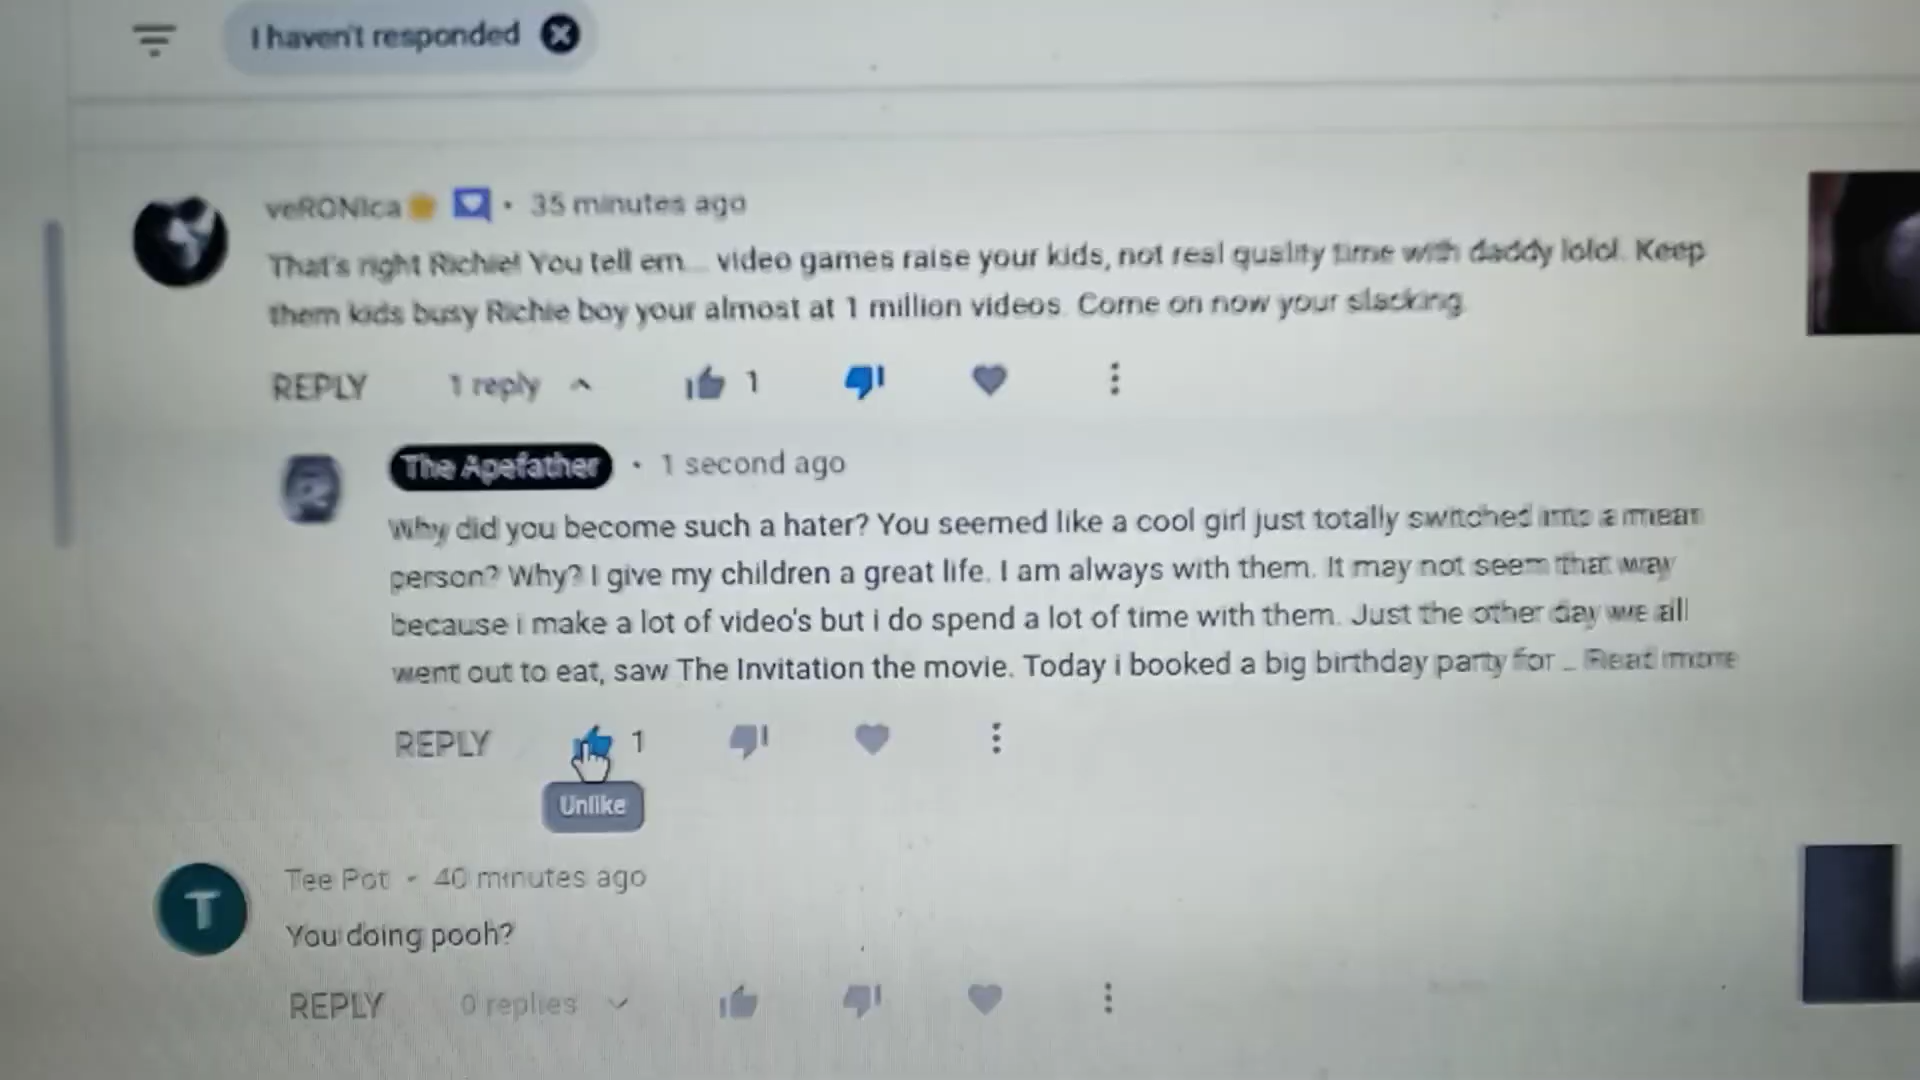 I haven't responded
veRONIca • 35 minutes ago
That's right Richie! You tell em... video games raise your kids, not real quality time with daddy lolol. Keep
them kids busy Richie boy your almost at 1 million videos. Come on now your slacking.
REPLY 1 reply 1
The Apefather • 1 second ago
Why did you become such a hater? You seemed like a cool girl just totally switched into a mean
person? Why? I give my children a great life. I am always with them. It may not seem that way
because i make a lot of video's but i do spend a lot of time with them. Just the other day we all
went out to eat, saw The Invitation the movie. Today i booked a big birthday party for ... Read more
REPLY 1
Unlike
T
Tee Pot • 40 minutes ago
You doing pooh?
REPLY 0 replies